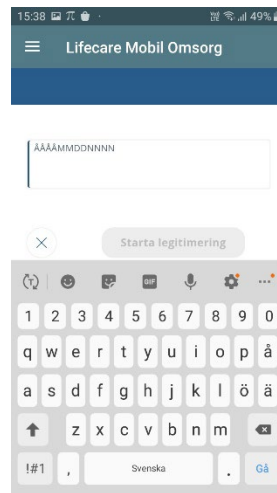 15:38 49%
Lifecare Mobil Omsorg
ÅÅÅÅMMDDNNNN
Starta legitimering
GIF
1 2 3 4 5 6 7 8 9 0
q w e r t y u i o p å
a s d f g h j k l ö ä
z x c v b n m
!#1 , Svenska . Gå